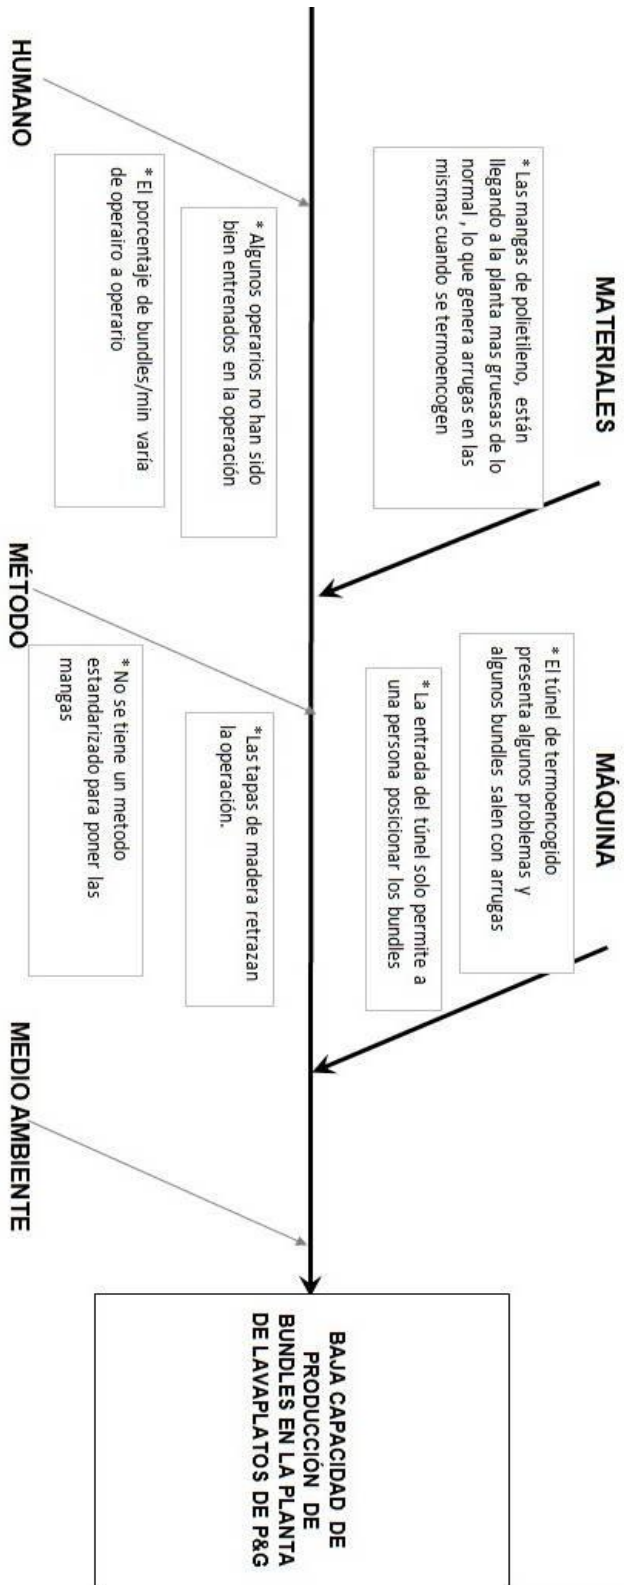 MATERIALES
* Las mangas de polietileno, están
llegando a la planta mas gruesas de lo
normal , lo que genera arrugas en las
mismas cuando se termoencogen
MÁQUINA
* El túnel de termoencogido
presenta algunos problemas y
algunos bundles salen con arrugas
* La entrada del túnel solo permite a
una persona posicionar los bundles
BAJA CAPACIDAD DE
PRODUCCIÓN DE
BUNDLES EN LA PLANTA
DE LAVAPLATOS DE P&G
* Algunos operarios no han sido
bien entrenados en la operación
* El porcentaje de bundles/min varía
de operairo a operario
HUMANO
*Las tapas de madera retrazan
la operación.
*No se tiene un metodo
estandarizado para poner las
mangas
MÉTODO
MEDIO AMBIENTE